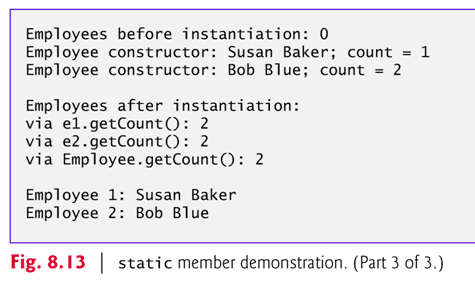 Employees before instantiation: 0
Employee constructor: Susan Baker; count = 1
Employee constructor: Bob Blue; count = 2
Employees after instantiation:
via e1.getCount(): 2
via e2.getCount(): 2
via Employee.getCount(): 2
Employee 1: Susan Baker
Employee 2: Bob Blue
Fig. 8.13 | static member demonstration. (Part 3 of 3.)